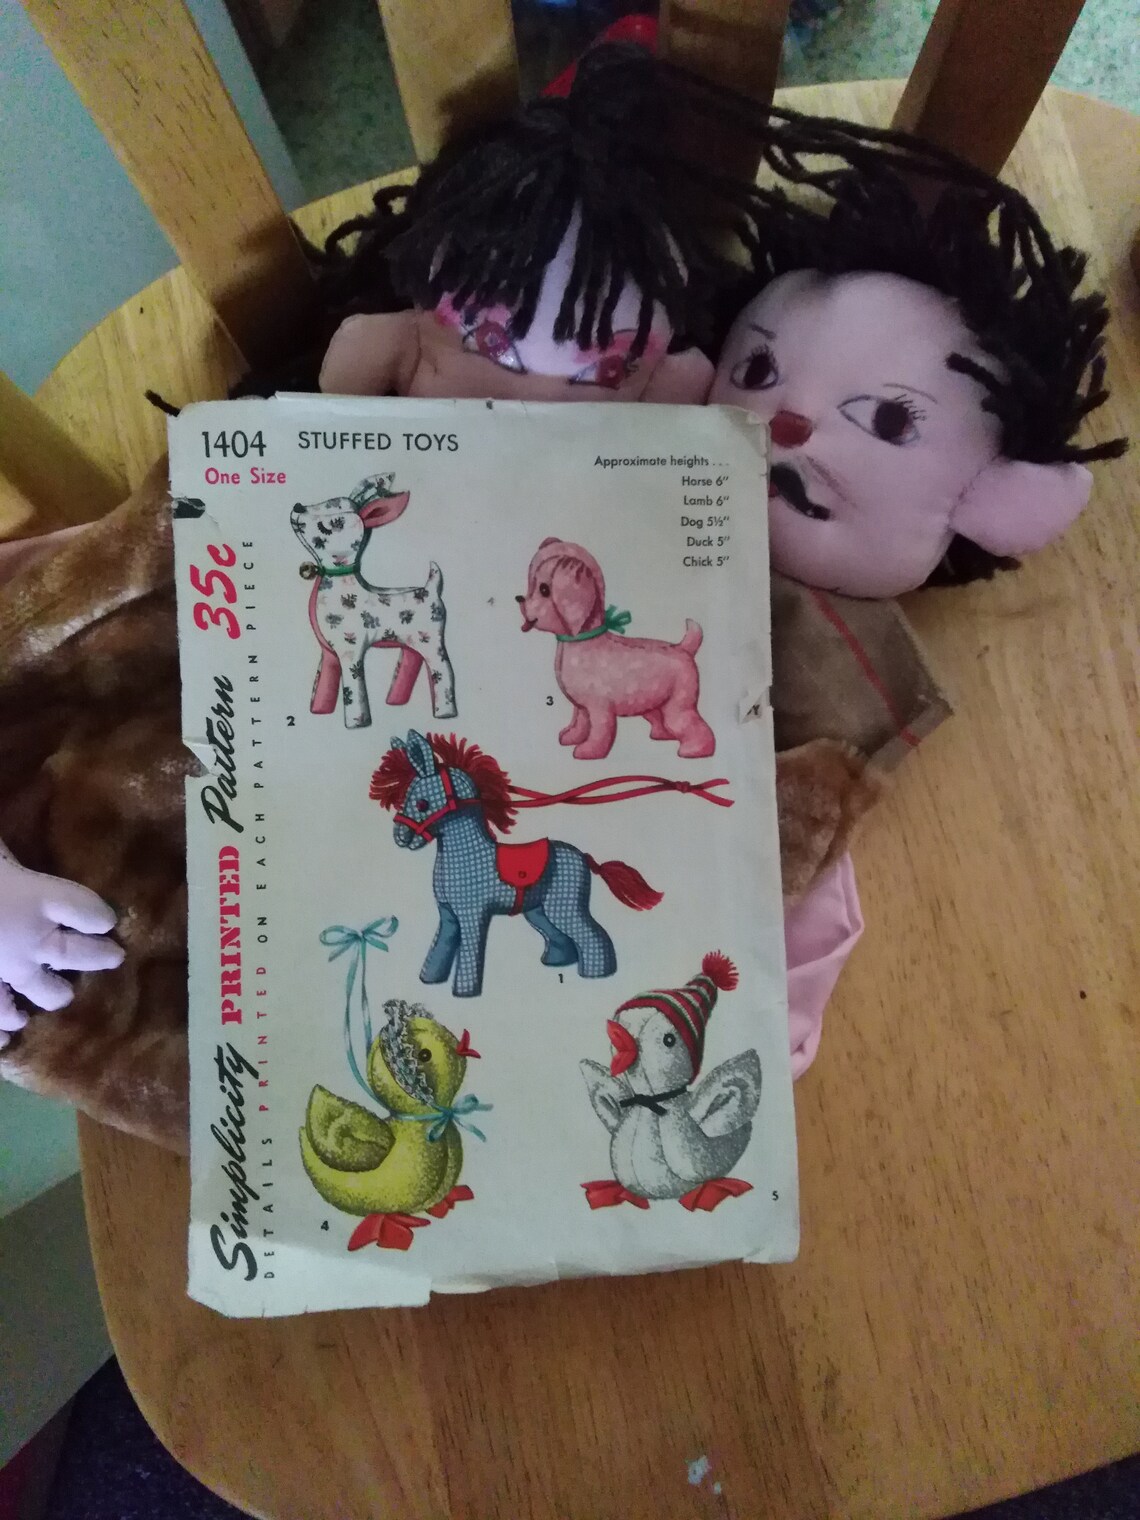 1404 STUFFED TOYS
One Size
Approximate heights . . .
Horse 6"
Lamb 6"
Dog 5½"
Duck 5"
Chick 5"
Simplicity PRINTED Pattern 35c
DETAILS PRINTED ON EACH PATTERN PIECE
2
3
1
4
5